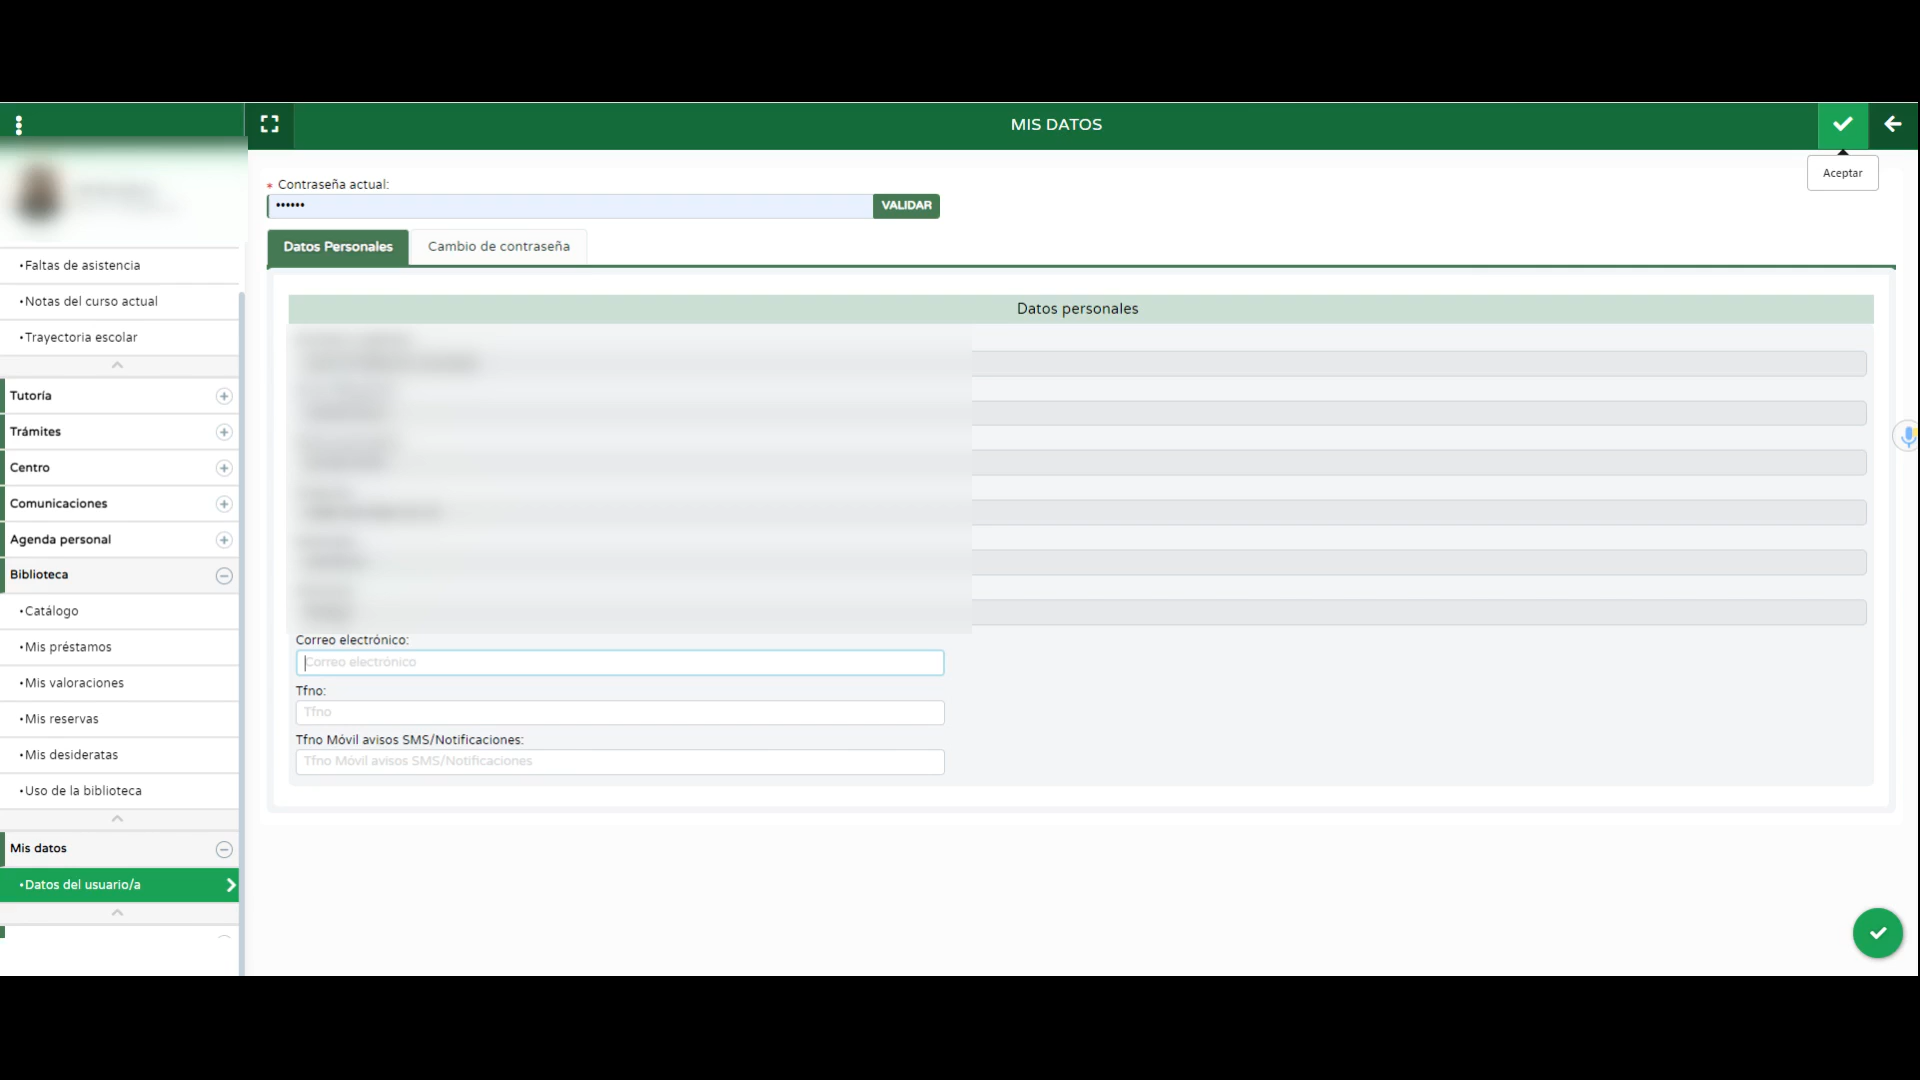 MIS DATOS
Aceptar
* Contraseña actual:
••••••
VALIDAR
Datos Personales
Cambio de contraseña
•Faltas de asistencia
•Notas del curso actual
•Trayectoria escolar
Tutoría
Trámites
Centro
Comunicaciones
Agenda personal
Biblioteca
•Catálogo
•Mis préstamos
•Mis valoraciones
•Mis reservas
•Mis desideratas
•Uso de la biblioteca
Mis datos
•Datos del usuario/a
Datos personales
Correo electrónico:
Correo electrónico
Tfno:
Tfno
Tfno Móvil avisos SMS/Notificaciones:
Tfno Móvil avisos SMS/Notificaciones